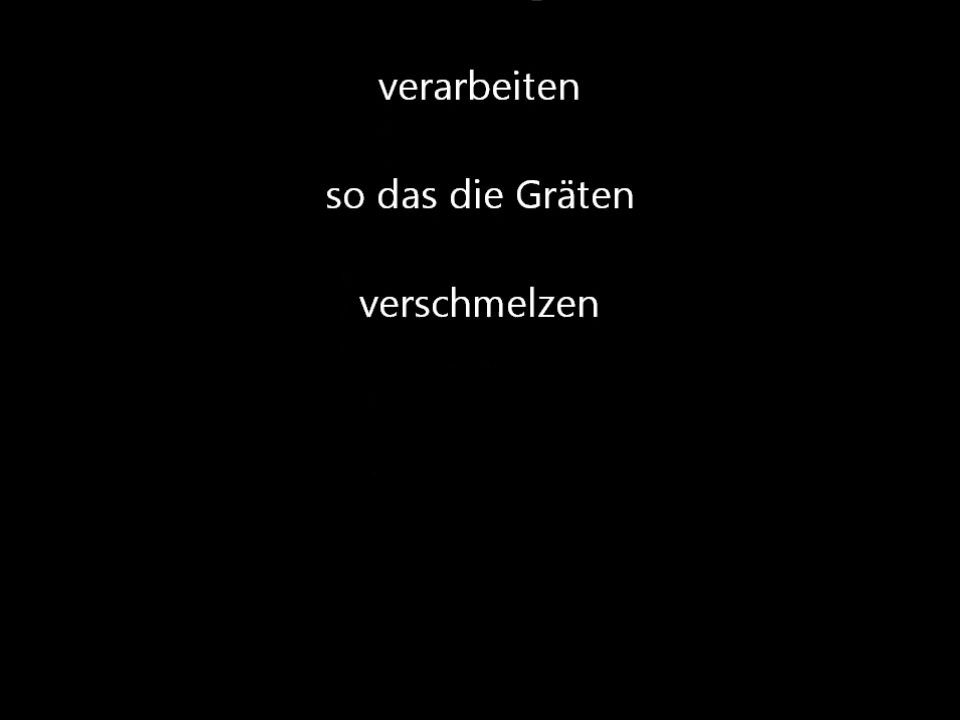 verarbeiten
so das die Gräten
verschmelzen